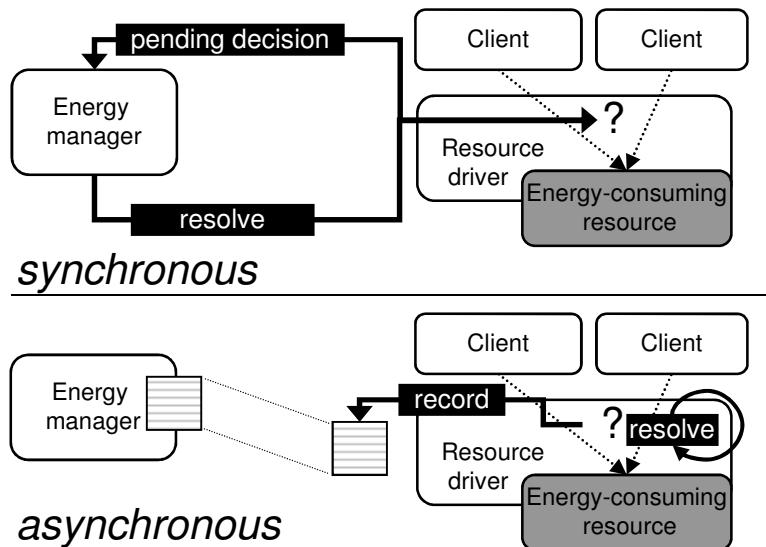 pending decision
Client
Client
Energy
manager
?
Resource
driver
Energy-consuming
resource
resolve
synchronous
Client
Client
Energy
manager
record
?
resolve
Resource
driver
Energy-consuming
resource
asynchronous